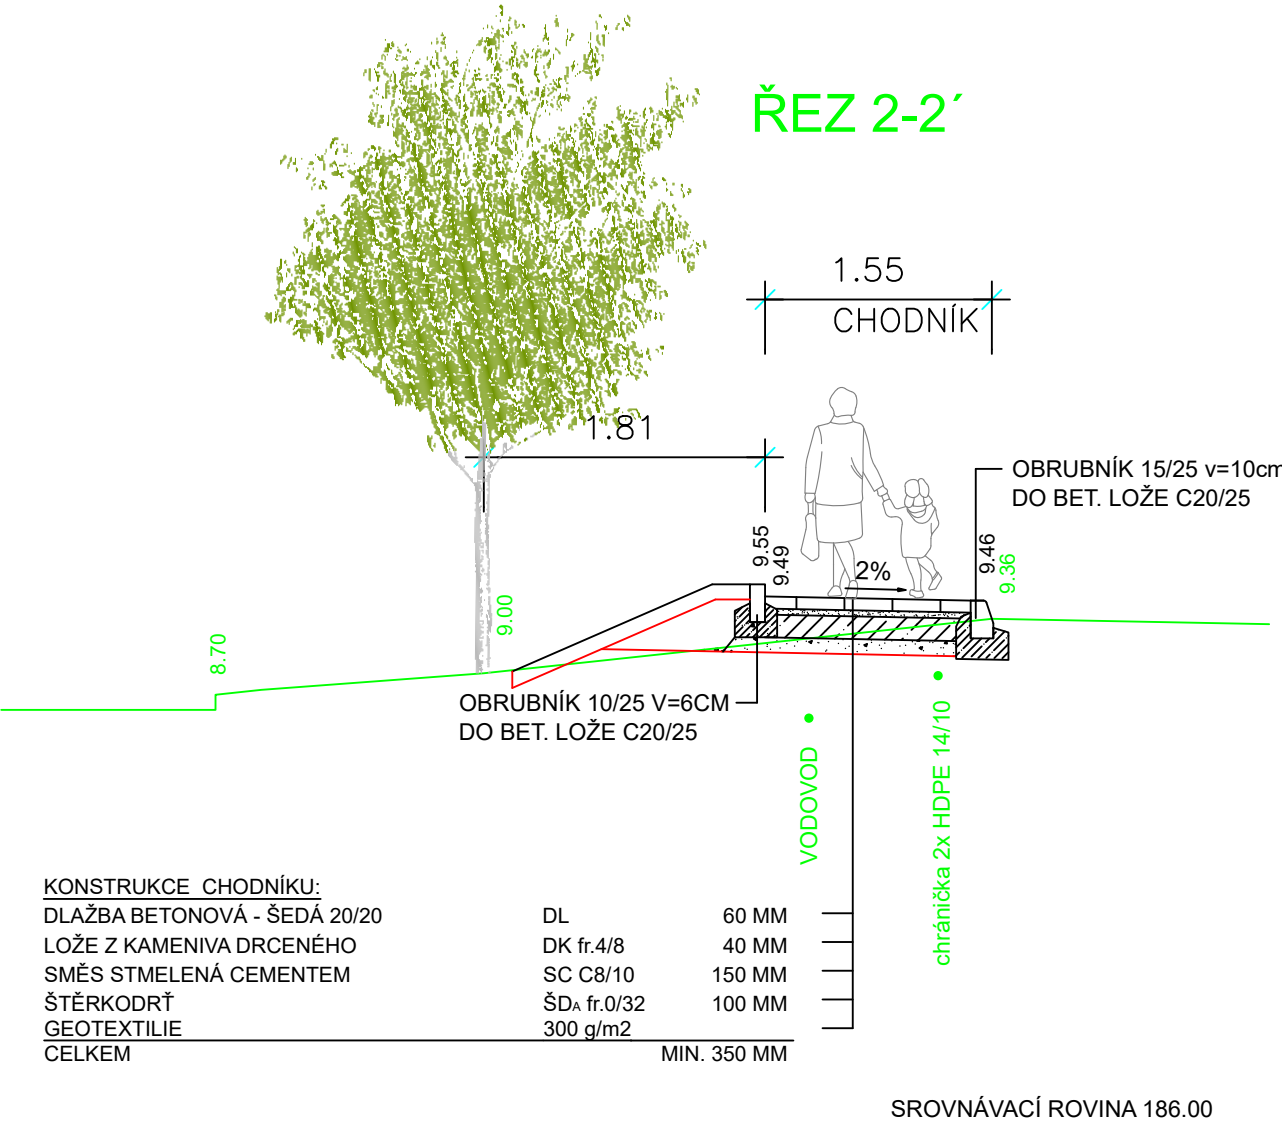 ŘEZ 2-2´
1.55
CHODNÍK
1.81
OBRUBNÍK 15/25 v=10cm
DO BET. LOŽE C20/25
9.55
9.49
9.46
9.36
2%
9.00
8.70
OBRUBNÍK 10/25 V=6CM
DO BET. LOŽE C20/25
VODOVOD
chránička 2x HDPE 14/10
KONSTRUKCE CHODNÍKU:
DLAŽBA BETONOVÁ - ŠEDÁ 20/20 DL 60 MM
LOŽE Z KAMENIVA DRCENÉHO DK fr.4/8 40 MM
SMĚS STMELENÁ CEMENTEM SC C8/10 150 MM
ŠTĚRKODRŤ ŠDA fr.0/32 100 MM
GEOTEXTILIE 300 g/m2
CELKEM MIN. 350 MM
SROVNÁVACÍ ROVINA 186.00